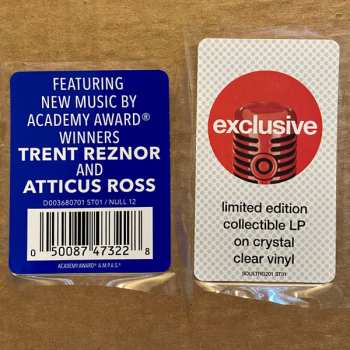 FEATURING
NEW MUSIC BY
ACADEMY AWARD®
WINNERS
TRENT REZNOR
AND
ATTICUS ROSS
D003680701 ST01 / NULL 12
0 50087 47322 8
ACADEMY AWARD® A.M.P.A.S.®
exclusive
limited edition
collectible LP
on crystal
clear vinyl